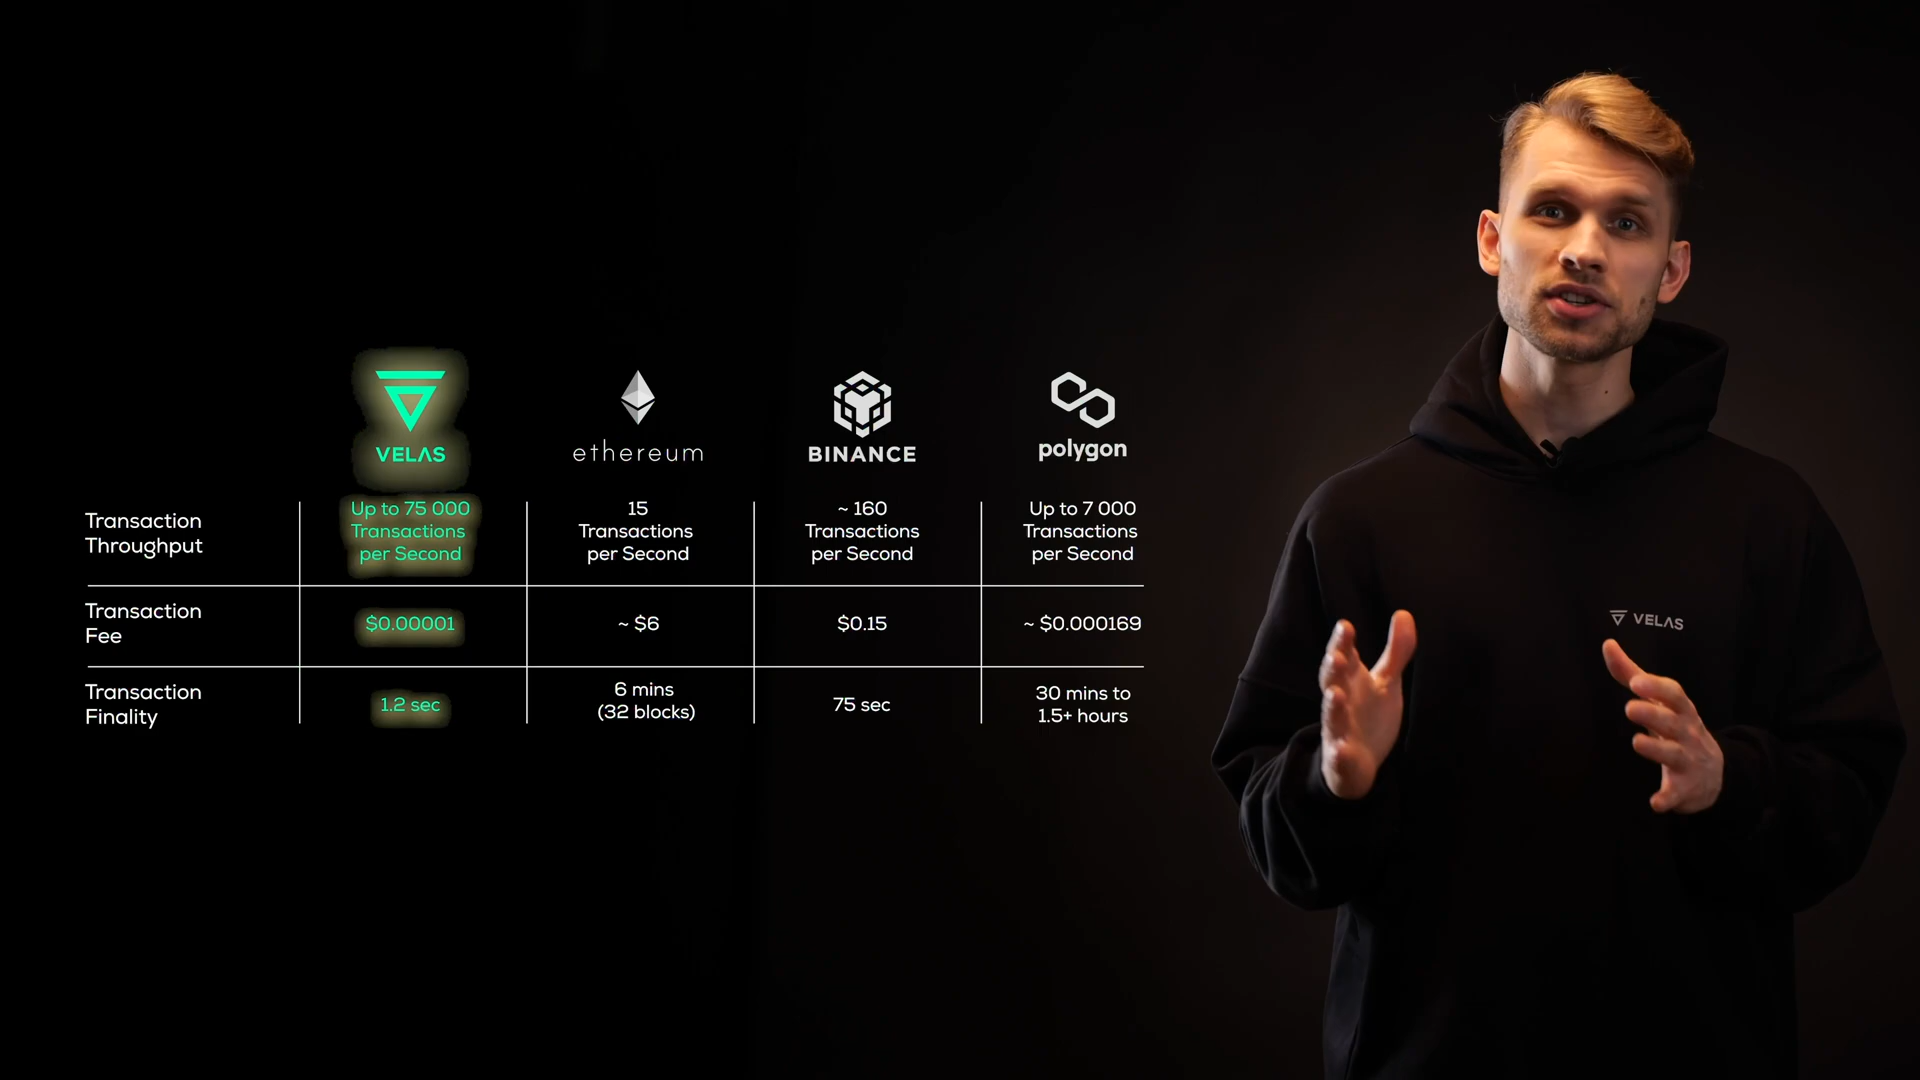 VELAS
ethereum
BINANCE
polygon
Transaction
Throughput
Up to 75 000
Transactions
per Second
15
Transactions
per Second
~ 160
Transactions
per Second
Up to 7 000
Transactions
per Second
Transaction
Fee
$0.00001
~ $6
$0.15
~ $0.000169
Transaction
Finality
1.2 sec
6 mins
(32 blocks)
75 sec
30 mins to
1.5+ hours
VELAS